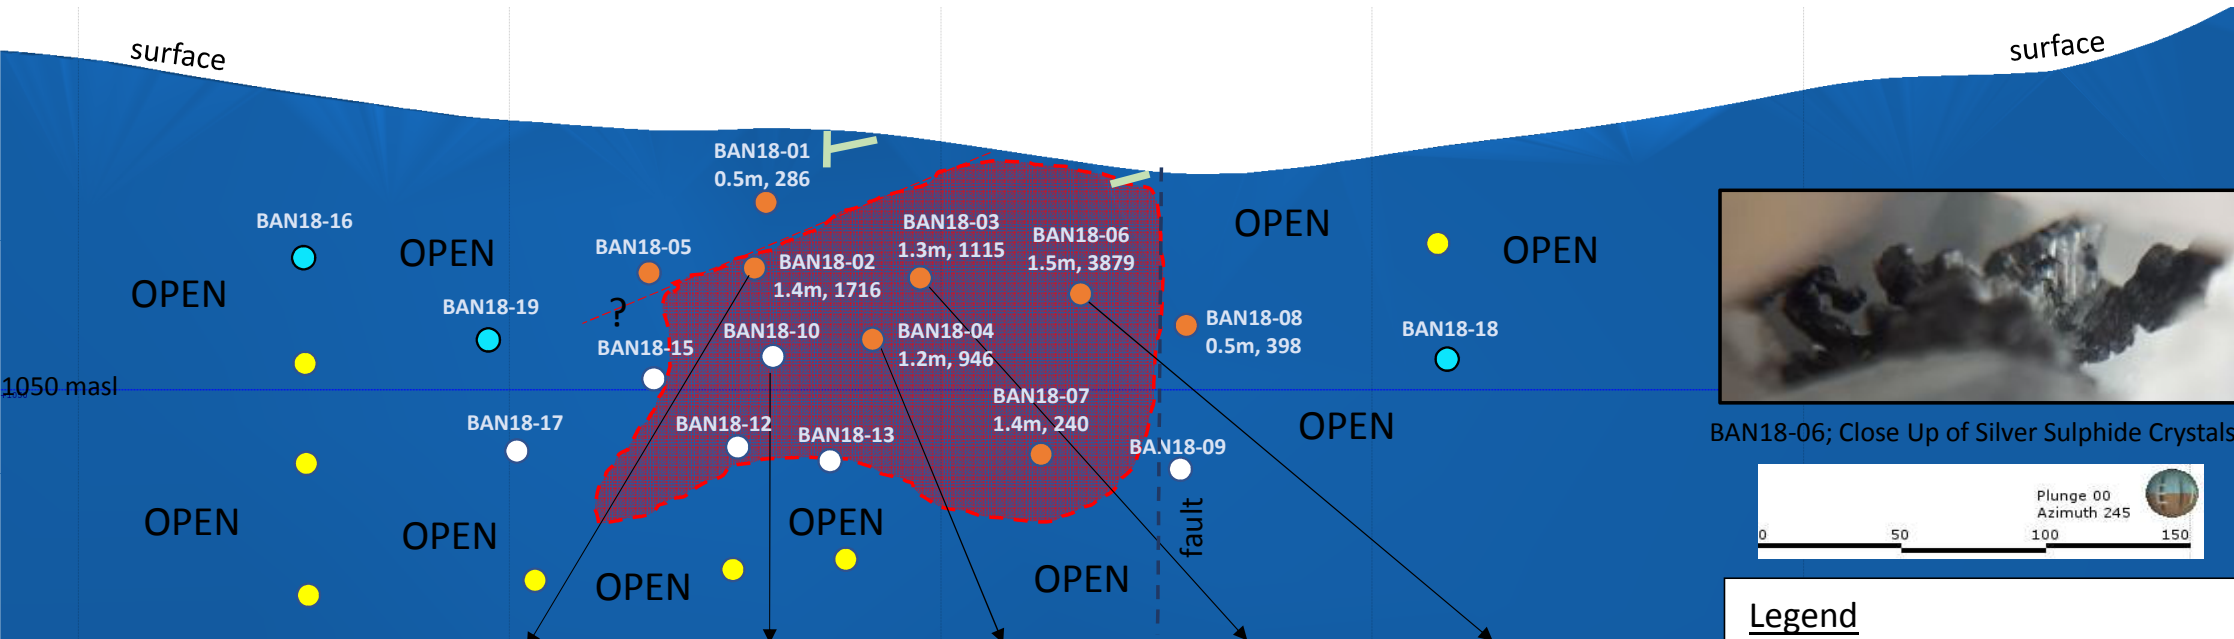 surface
surface
BAN18-01
0.5m, 286
BAN18-16
OPEN
OPEN
BAN18-05
BAN18-02
1.4m, 1716
BAN18-03
1.3m, 1115
BAN18-06
1.5m, 3879
OPEN
OPEN
BAN18-19
?
BAN18-15
BAN18-10
BAN18-04
1.2m, 946
BAN18-08
0.5m, 398
BAN18-18
1050 masl
BAN18-17
BAN18-12
BAN18-13
BAN18-07
1.4m, 240
BAN18-09
OPEN
BAN18-06; Close Up of Silver Sulphide Crystals
OPEN
OPEN
OPEN
OPEN
OPEN
fault
Plunge 00
Azimuth 245
0 50 100 150
Legend